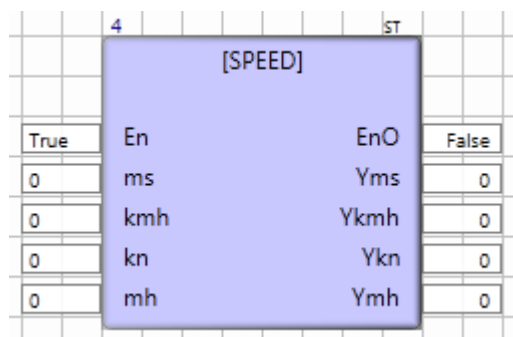 4 ST
[SPEED]
True En EnO False
0 ms Yms 0
0 kmh Ykmh 0
0 kn Ykn 0
0 mh Ymh 0